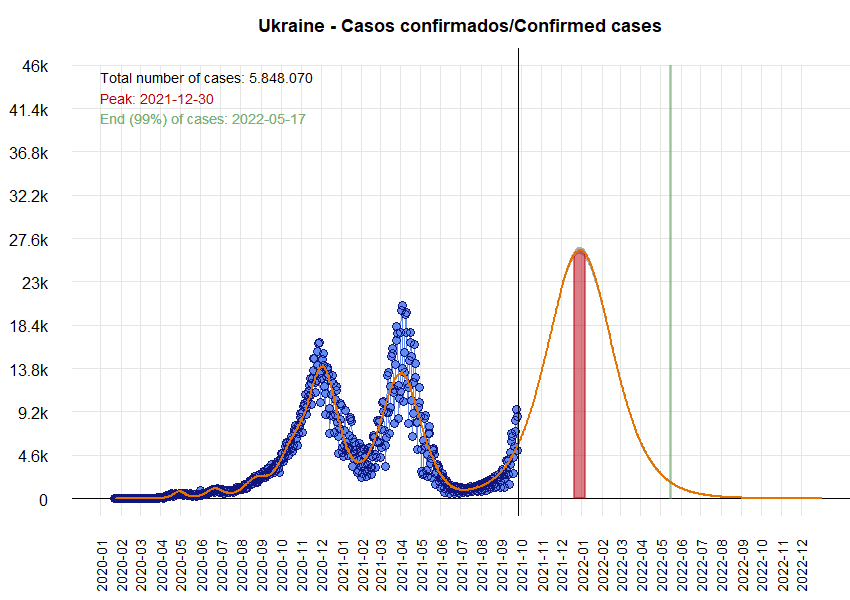 Ukraine - Casos confirmados/Confirmed cases
46k
Total number of cases: 5.848.070
Peak: 2021-12-30
End (99%) of cases: 2022-05-17
41.4k
36.8k
32.2k
27.6k
23k
18.4k
13.8k
9.2k
4.6k
0
2020-01
2020-02
2020-03
2020-04
2020-05
2020-06
2020-07
2020-08
2020-09
2020-10
2020-11
2020-12
2021-01
2021-02
2021-03
2021-04
2021-05
2021-06
2021-07
2021-08
2021-09
2021-10
2021-11
2021-12
2022-01
2022-02
2022-03
2022-04
2022-05
2022-06
2022-07
2022-08
2022-09
2022-10
2022-11
2022-12